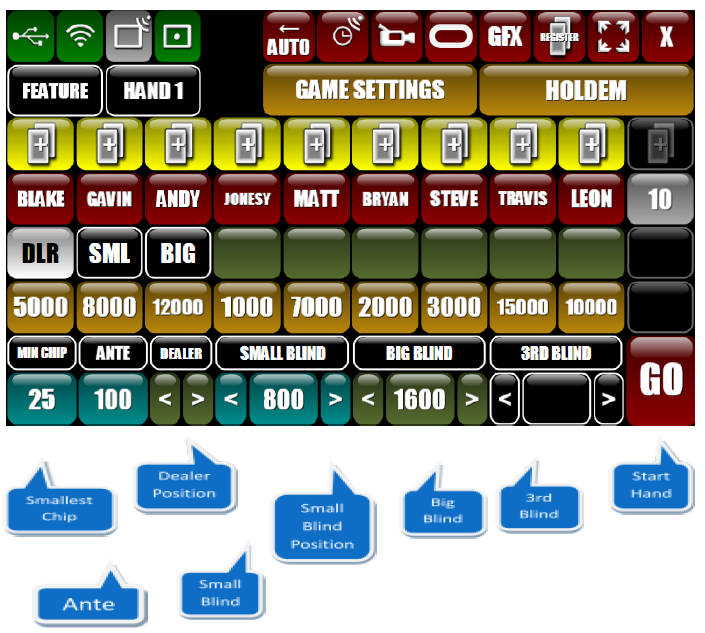 ← AUTO GFX REGISTER X
FEATURE HAND 1 GAME SETTINGS HOLDEM
BLAKE GAVIN ANDY JONESY MATT BRYAN STEVE TRAVIS LEON 10
DLR SML BIG
5000 8000 12000 1000 7000 2000 3000 15000 10000
MIN CHIP ANTE DEALER SMALL BLIND BIG BLIND 3RD BLIND GO
25 100 < > < 800 > < 1600 > < >
Smallest
Chip
Dealer
Position
Small
Blind
Position
Big
Blind
3rd
Blind
Start
Hand
Ante
Small
Blind